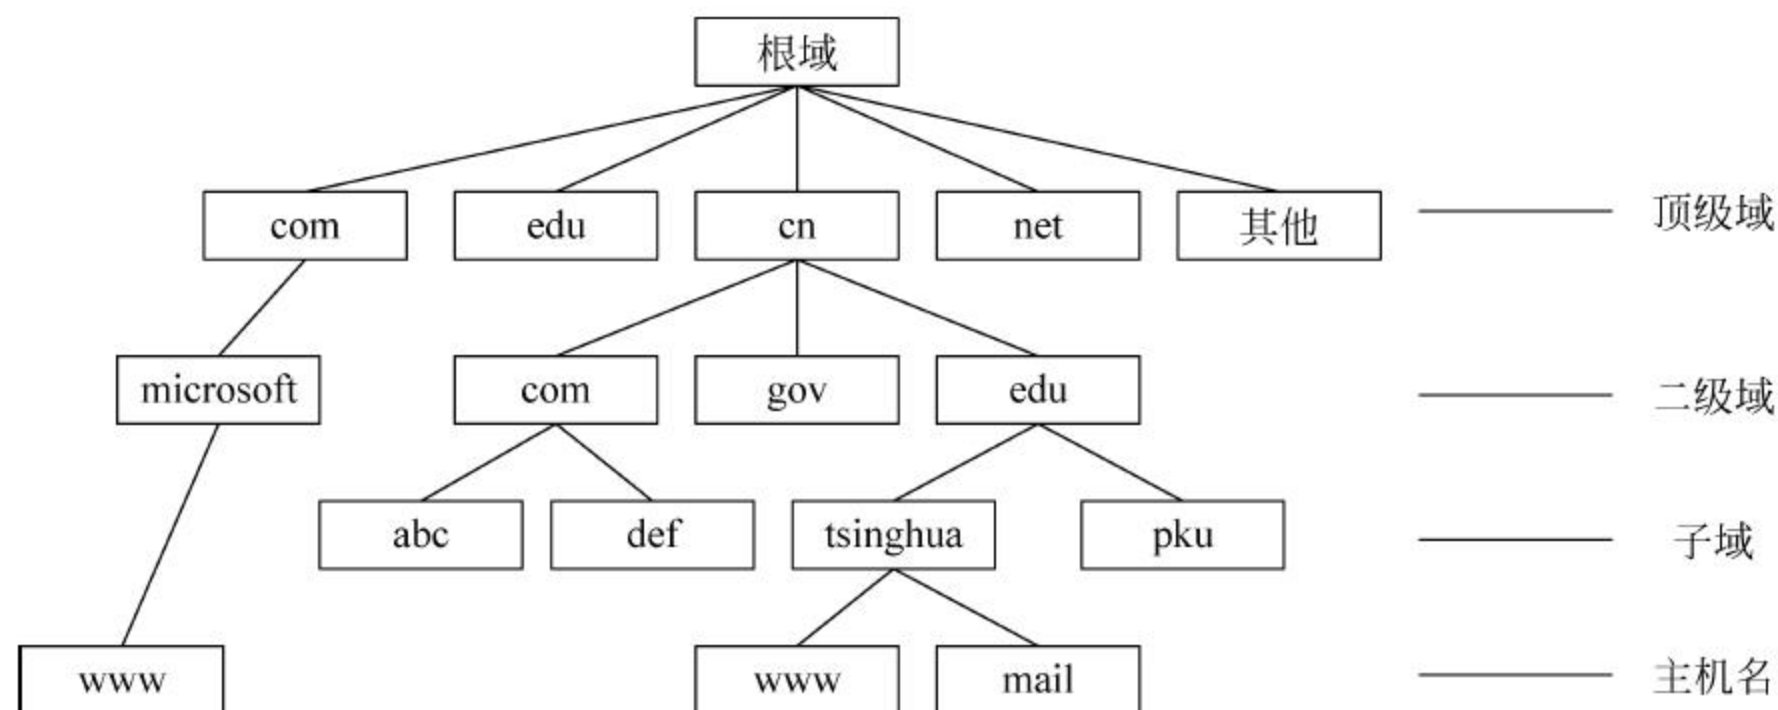 根域
com
edu
cn
net
其他
顶级域
microsoft
com
gov
edu
二级域
abc
def
tsinghua
pku
子域
www
www
mail
主机名